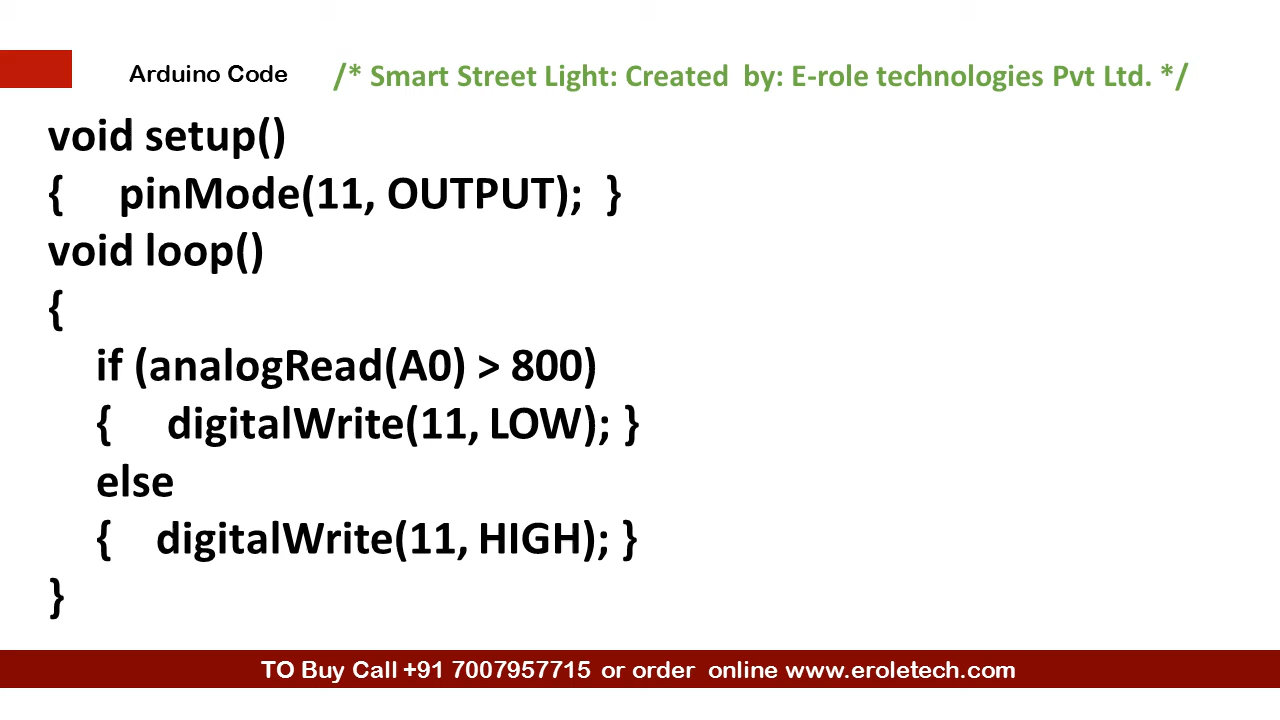 Arduino Code /* Smart Street Light: Created by: E-role technologies Pvt Ltd. */
void setup()
{ pinMode(11, OUTPUT); }
void loop()
{
if (analogRead(A0) > 800)
{ digitalWrite(11, LOW); }
else
{ digitalWrite(11, HIGH); }
}
TO Buy Call +91 7007957715 or order online www.eroletech.com